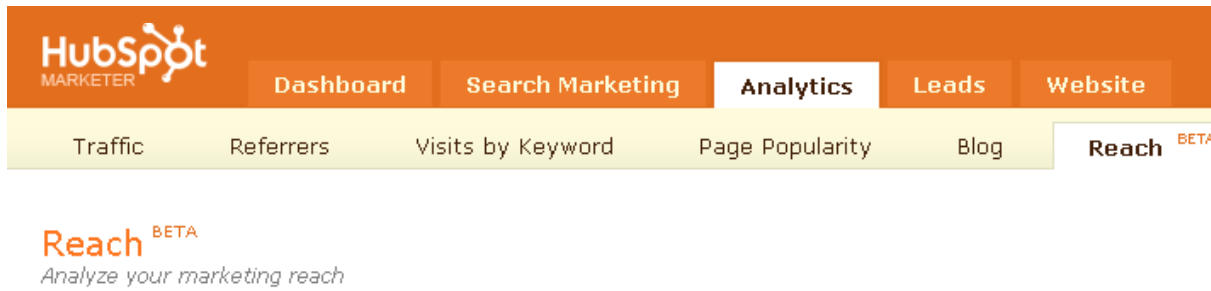 HubSpot
MARKETER
Dashboard Search Marketing Analytics Leads Website
Traffic Referrers Visits by Keyword Page Popularity Blog Reach BETA
Reach BETA
Analyze your marketing reach